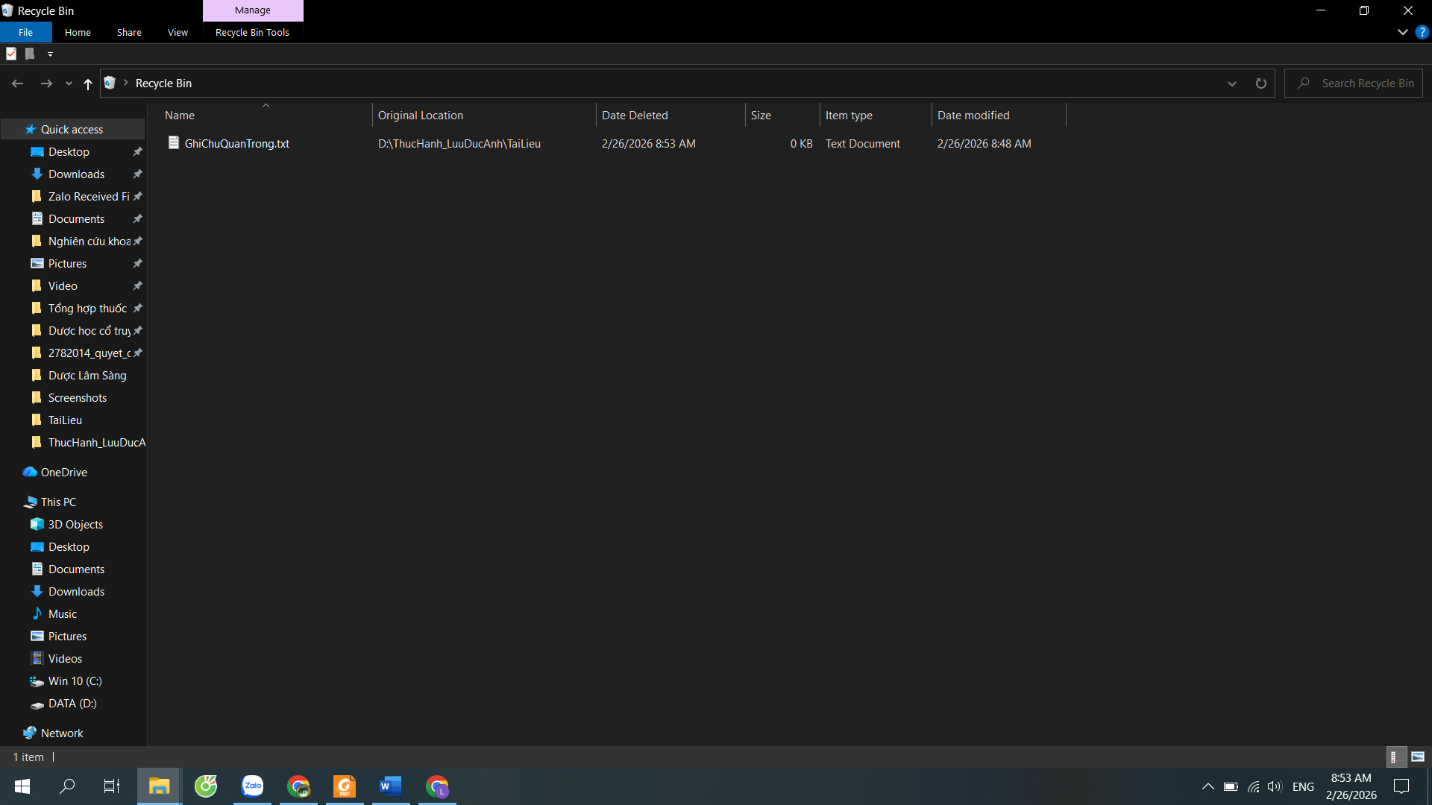 Recycle Bin
Manage
File
Home
Share
View
Recycle Bin Tools
Recycle Bin
Search Recycle Bin
Name
Original Location
Date Deleted
Size
Item type
Date modified
GhiChuQuanTrong.txt
D:\ThucHanh_LuuDucAnh\TaiLieu
2/26/2026 8:53 AM
0 KB
Text Document
2/26/2026 8:48 AM
Quick access
Desktop
Downloads
Zalo Received Fi
Documents
Nghiên cứu khoa
Pictures
Video
Tổng hợp thuốc
Dược học cổ truy
2782014_quyet_c
Dược Lâm Sàng
Screenshots
TaiLieu
ThucHanh_LuuDucA
OneDrive
This PC
3D Objects
Desktop
Documents
Downloads
Music
Pictures
Videos
Win 10 (C:)
DATA (D:)
Network
1 item
Zalo
PDF
W
L
ENG
8:53 AM
2/26/2026